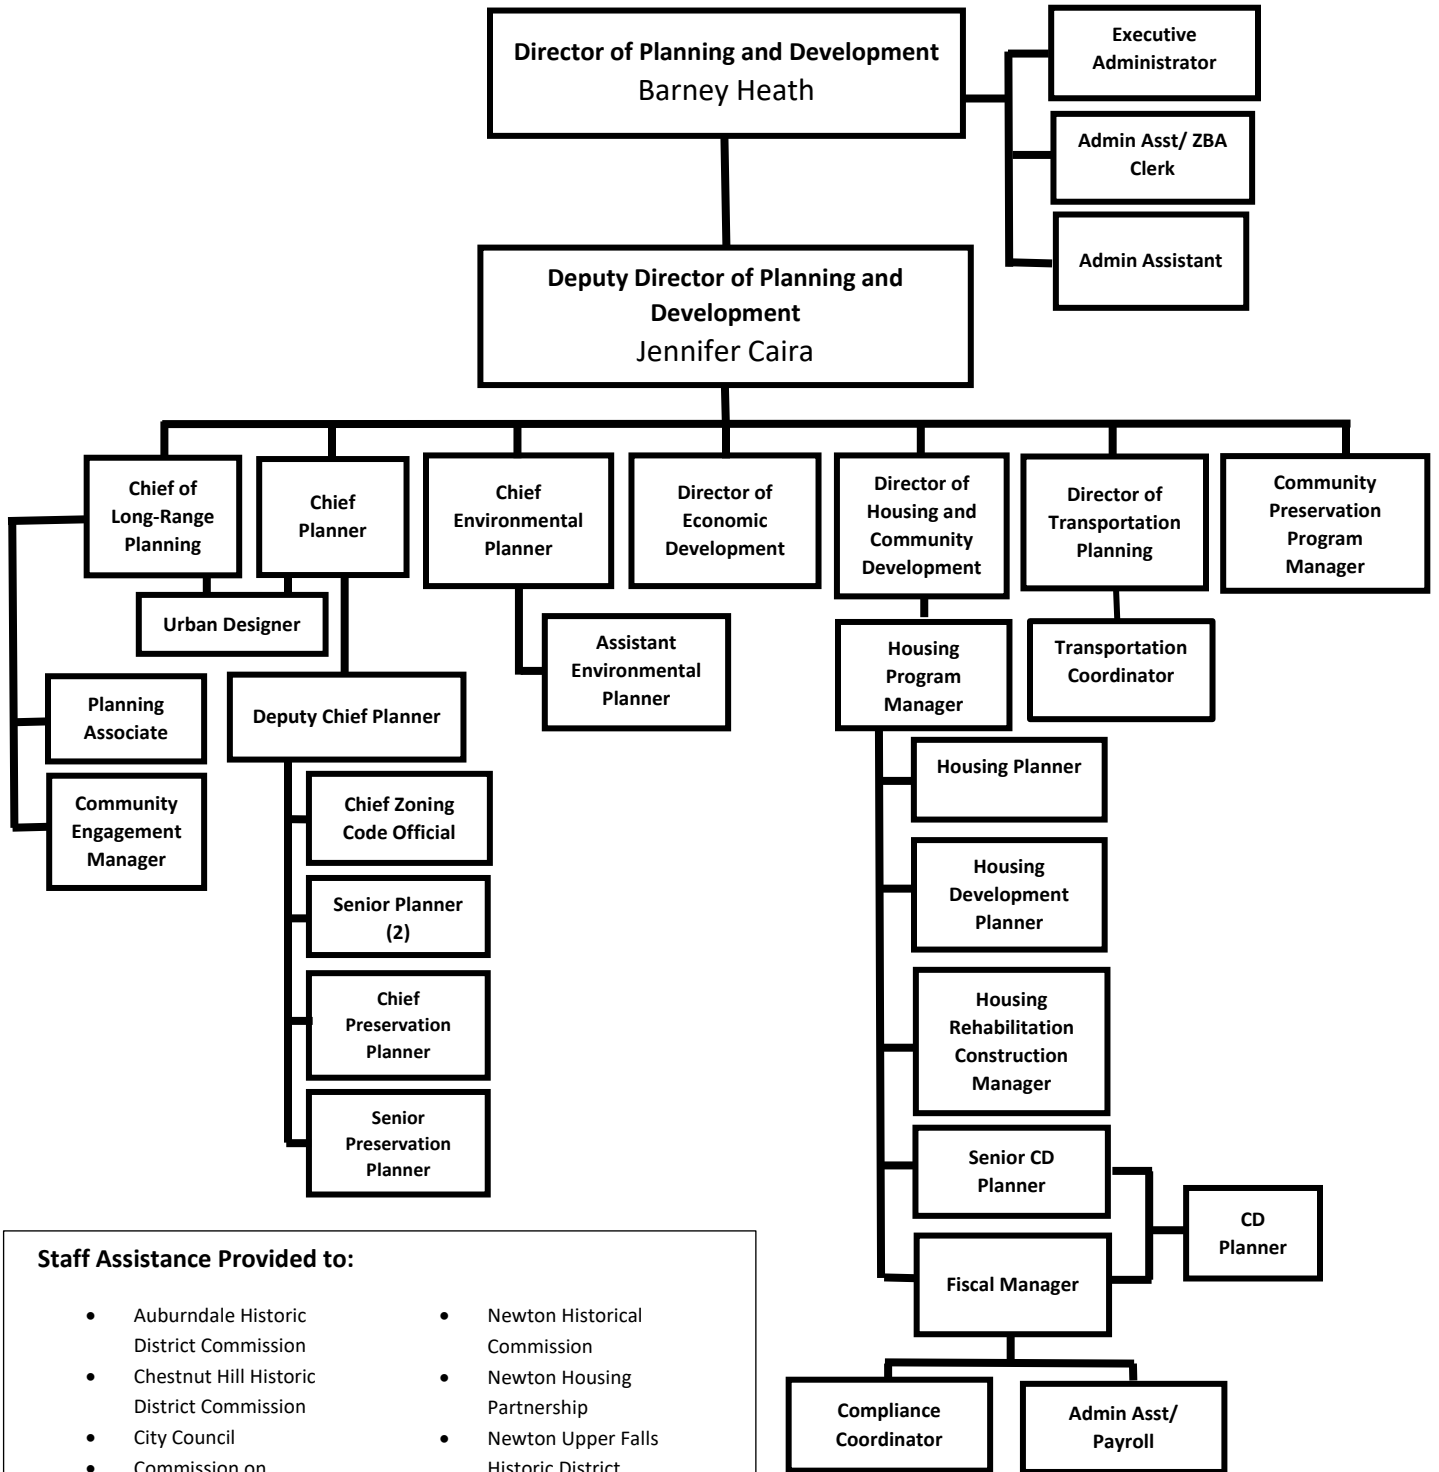 Director of Planning and Development
Barney Heath
Executive
Administrator
Admin Asst/ ZBA
Clerk
Admin Assistant
Deputy Director of Planning and
Development
Jennifer Caira
Chief of
Long-Range
Planning
Chief
Planner
Chief
Environmental
Planner
Director of
Economic
Development
Director of
Housing and
Community
Development
Director of
Transportation
Planning
Community
Preservation
Program
Manager
Urban Designer
Planning
Associate
Community
Engagement
Manager
Deputy Chief Planner
Chief Zoning
Code Official
Senior Planner
(2)
Chief
Preservation
Planner
Senior
Preservation
Planner
Assistant
Environmental
Planner
Housing
Program
Manager
Transportation
Coordinator
Housing Planner
Housing
Development
Planner
Housing
Rehabilitation
Construction
Manager
Senior CD
Planner
Fiscal Manager
CD
Planner
Compliance
Coordinator
Admin Asst/
Payroll
Staff Assistance Provided to:
• Auburndale Historic
District Commission
• Chestnut Hill Historic
District Commission
• City Council
• Commission on
• Newton Historical
Commission
• Newton Housing
Partnership
• Newton Upper Falls
Historic District